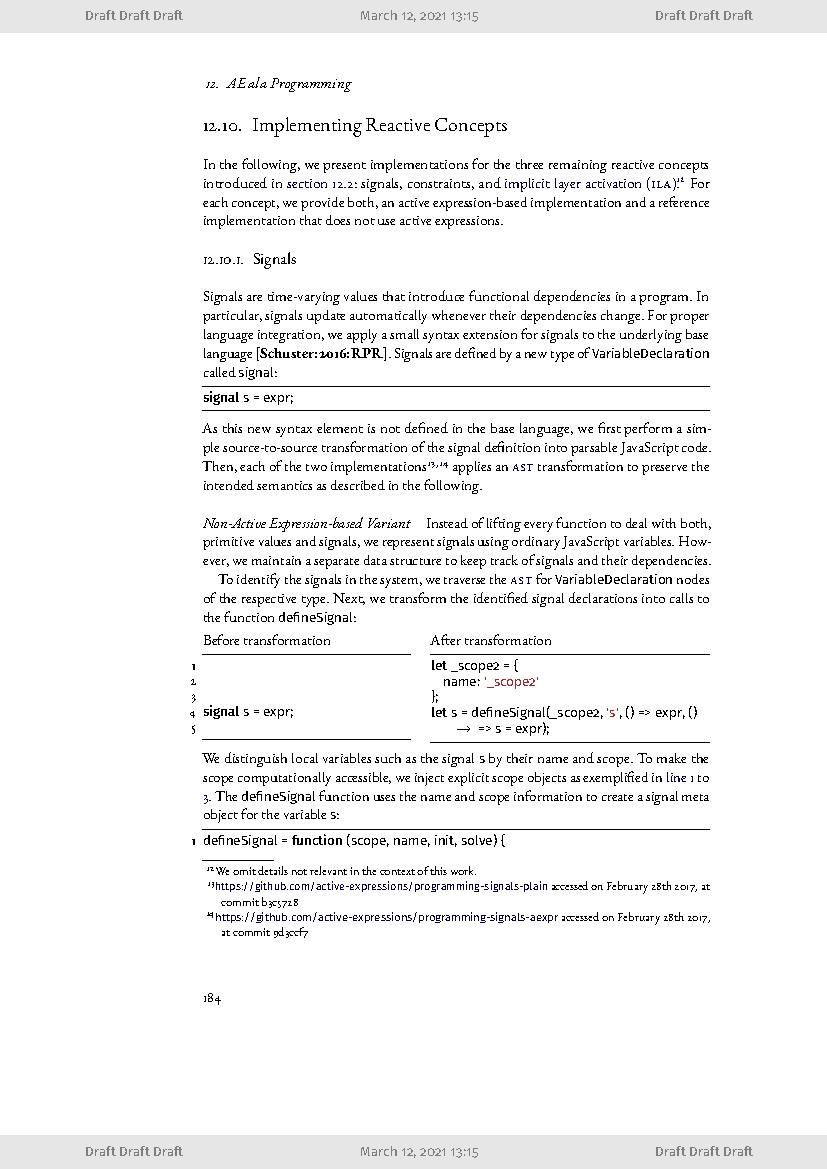 Draft Draft Draft March 12, 2021 13:15 Draft Draft Draft
12. AEala Programming
12.10. Implementing Reactive Concepts
In the following, we present implementations for the three remaining reactive concepts
introduced in section 12.2: signals, constraints, and implicit layer activation (ILA).12 For
each concept, we provide both, an active expression-based implementation and a reference
implementation that does not use active expressions.
12.10.1. Signals
Signals are time-varying values that introduce functional dependencies in a program. In
particular, signals update automatically whenever their dependencies change. For proper
language integration, we apply a small syntax extension for signals to the underlying base
language [Schuster:2016:RPR]. Signals are defined by a new type of VariableDeclaration
called signal:
signal s = expr;
As this new syntax element is not defined in the base language, we first perform a sim-
ple source-to-source transformation of the signal definition into parsable JavaScript code.
Then, each of the two implementations13,14 applies an AST transformation to preserve the
intended semantics as described in the following.
Non-Active Expression-based Variant Instead of lifting every function to deal with both,
primitive values and signals, we represent signals using ordinary JavaScript variables. How-
ever, we maintain a separate data structure to keep track of signals and their dependencies.
To identify the signals in the system, we traverse the AST for VariableDeclaration nodes
of the respective type. Next, we transform the identified signal declarations into calls to
the function defineSignal:
Before transformation After transformation
1 let _scope2 = {
2 name: '_scope2'
3 };
4 signal s = expr; let s = defineSignal(_scope2, 's', () => expr, ()
5 → => s = expr);
We distinguish local variables such as the signal s by their name and scope. To make the
scope computationally accessible, we inject explicit scope objects as exemplified in line 1 to
3. The defineSignal function uses the name and scope information to create a signal meta
object for the variable s:
1 defineSignal = function (scope, name, init, solve) {
12 We omit details not relevant in the context of this work.
13 https://github.com/active-expressions/programming-signals-plain accessed on February 28th 2017, at
commit b3c5728
14 https://github.com/active-expressions/programming-signals-aexpr accessed on February 28th 2017,
at commit 9d3ccf7
184
Draft Draft Draft March 12, 2021 13:15 Draft Draft Draft